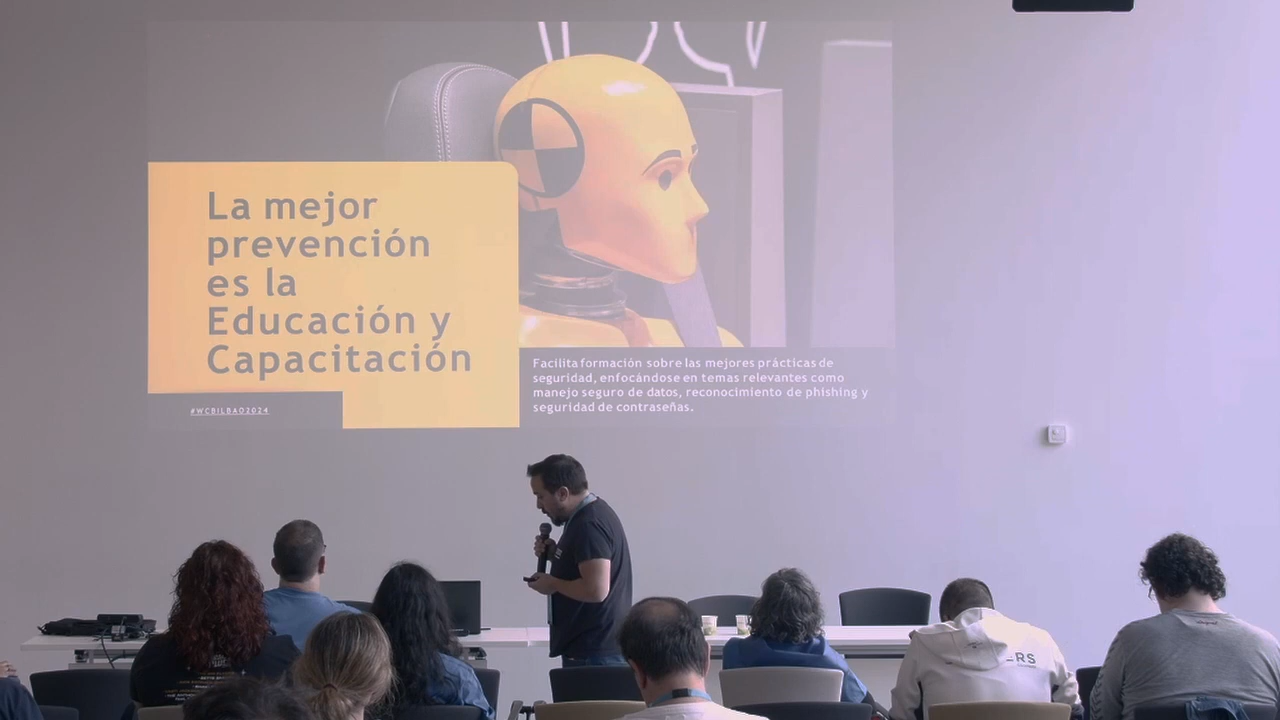 La mejor
prevención
es la
Educación y
Capacitación
Facilita formación sobre las mejores prácticas de
seguridad, enfocándose en temas relevantes como
manejo seguro de datos, reconocimiento de phishing y
seguridad de contraseñas.
#WCBILBAO2024
ERS